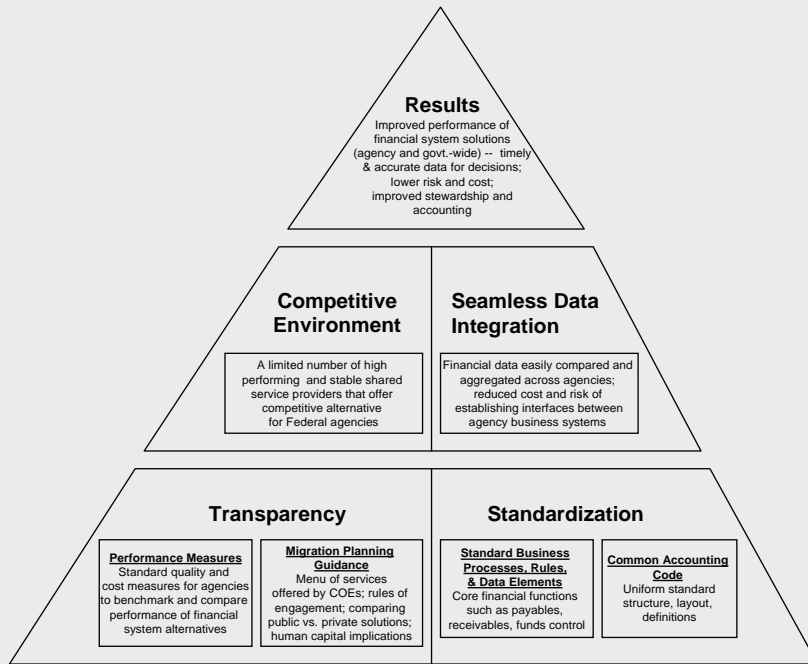 Results
Improved performance of
financial system solutions
(agency and govt.-wide) -- timely
& accurate data for decisions;
lower risk and cost;
improved stewardship and
accounting
Competitive
Environment
A limited number of high
performing and stable shared
service providers that offer
competitive alternative
for Federal agencies
Seamless Data
Integration
Financial data easily compared and
aggregated across agencies;
reduced cost and risk of
establishing interfaces between
agency business systems
Transparency
Performance Measures
Standard quality and
cost measures for agencies
to benchmark and compare
performance of financial
system alternatives
Migration Planning
Guidance
Menu of services
offered by COEs; rules of
engagement; comparing
public vs. private solutions;
human capital implications
Standardization
Standard Business
Processes, Rules,
& Data Elements
Core financial functions
such as payables,
receivables, funds control
Common Accounting
Code
Uniform standard
structure, layout,
definitions